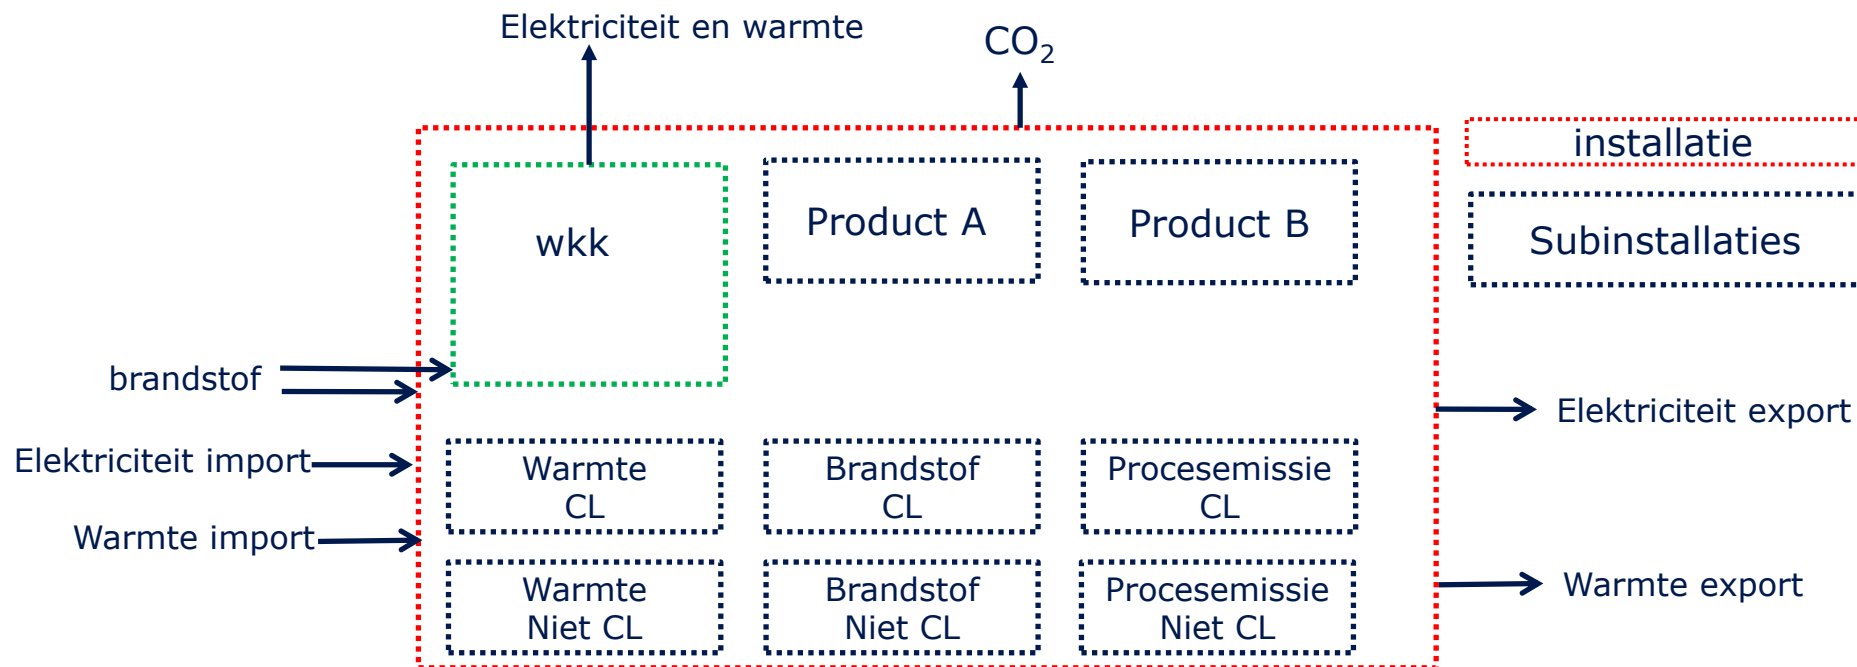 Elektriciteit en warmte
CO₂
installatie
wkk
Product A
Product B
Subinstallaties
brandstof
Elektriciteit export
Elektriciteit import
Warmte
CL
Brandstof
CL
Procesemissie
CL
Warmte import
Warmte
Niet CL
Brandstof
Niet CL
Procesemissie
Niet CL
Warmte export